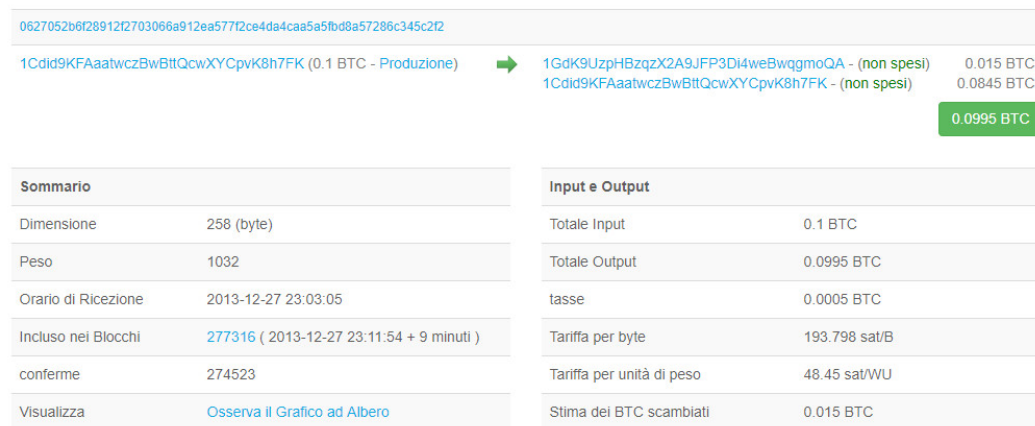 0627052b6f28912f2703066a912ea577f2ce4da4caa5a5fbd8a57286c345c2f2
1Cdid9KFAaatwczBwBttQcwXYCpvK8h7FK (0.1 BTC - Produzione)
1GdK9UzpHBzqzX2A9JFP3Di4weBwqgmoQA - (non spesi) 0.015 BTC
1Cdid9KFAaatwczBwBttQcwXYCpvK8h7FK - (non spesi) 0.0845 BTC
0.0995 BTC
Sommario
Dimensione 258 (byte)
Peso 1032
Orario di Ricezione 2013-12-27 23:03:05
Incluso nei Blocchi 277316 ( 2013-12-27 23:11:54 + 9 minuti )
conferme 274523
Visualizza Osserva il Grafico ad Albero
Input e Output
Totale Input 0.1 BTC
Totale Output 0.0995 BTC
tasse 0.0005 BTC
Tariffa per byte 193.798 sat/B
Tariffa per unità di peso 48.45 sat/WU
Stima dei BTC scambiati 0.015 BTC